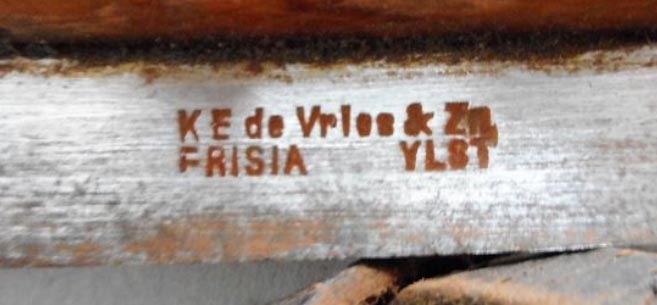 K E de Vries & Zn.
FRISIA YLST